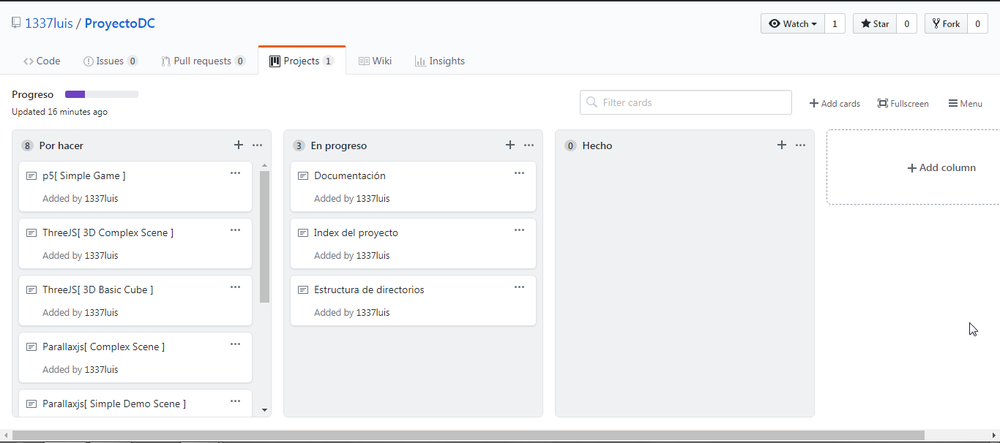 1337luis / ProyectoDC
Watch 1 Star 0 Fork 0
Code Issues 0 Pull requests 0 Projects 1 Wiki Insights
Progreso
Updated 16 minutes ago
Filter cards
Add cards Fullscreen Menu
8 Por hacer
p5[ Simple Game ]
Added by 1337luis
ThreeJS[ 3D Complex Scene ]
Added by 1337luis
ThreeJS[ 3D Basic Cube ]
Added by 1337luis
Parallaxjs[ Complex Scene ]
Added by 1337luis
Parallaxjs[ Simple Demo Scene ]
3 En progreso
Documentación
Added by 1337luis
Index del proyecto
Added by 1337luis
Estructura de directorios
Added by 1337luis
0 Hecho
Add column